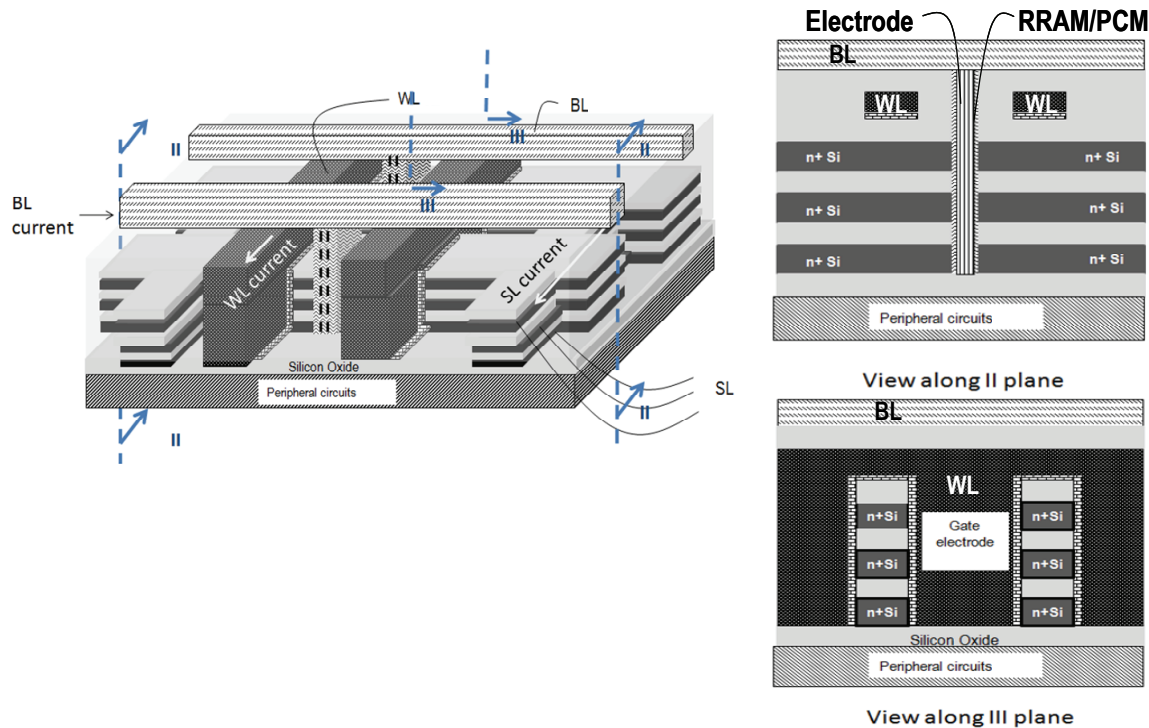 WL
BL
III
II
II
III
BL
current
WL current
SL current
Silicon Oxide
Peripheral circuits
SL
II
II
Electrode
RRAM/PCM
BL
WL
WL
n+ Si
n+ Si
n+ Si
n+ Si
n+ Si
n+ Si
Peripheral circuits
View along II plane
BL
WL
n+Si
Gate
electrode
n+Si
n+Si
n+Si
n+Si
n+Si
Silicon Oxide
Peripheral circuits
View along III plane